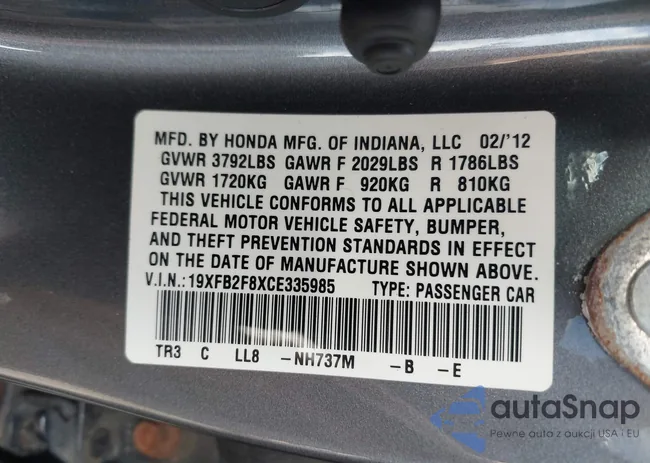 MFD. BY HONDA MFG. OF INDIANA, LLC 02/'12
GVWR 3792LBS GAWR F 2029LBS R 1786LBS
GVWR 1720KG GAWR F 920KG R 810KG
THIS VEHICLE CONFORMS TO ALL APPLICABLE
FEDERAL MOTOR VEHICLE SAFETY, BUMPER,
AND THEFT PREVENTION STANDARDS IN EFFECT
ON THE DATE OF MANUFACTURE SHOWN ABOVE.
V.I.N.:19XFB2F8XCE335985 TYPE: PASSENGER CAR
TR3 C LL8 -NH737M -B -E
autaSnap
Pewne auta z aukcji USA i EU